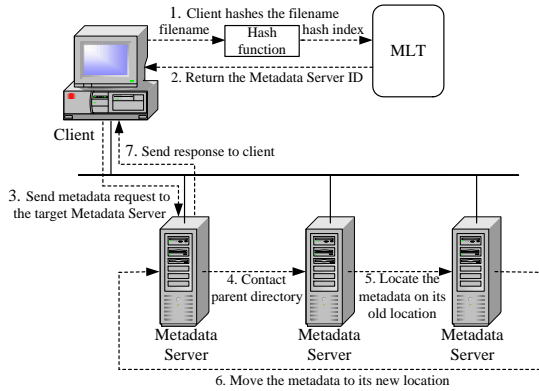 1. Client hashes the filename
filename
Hash
function
hash index
MLT
2. Return the Metadata Server ID
Client
7. Send response to client
3. Send metadata request to
the target Metadata Server
4. Contact
parent directory
5. Locate the
metadata on its
old location
Metadata
Server
Metadata
Server
Metadata
Server
6. Move the metadata to its new location